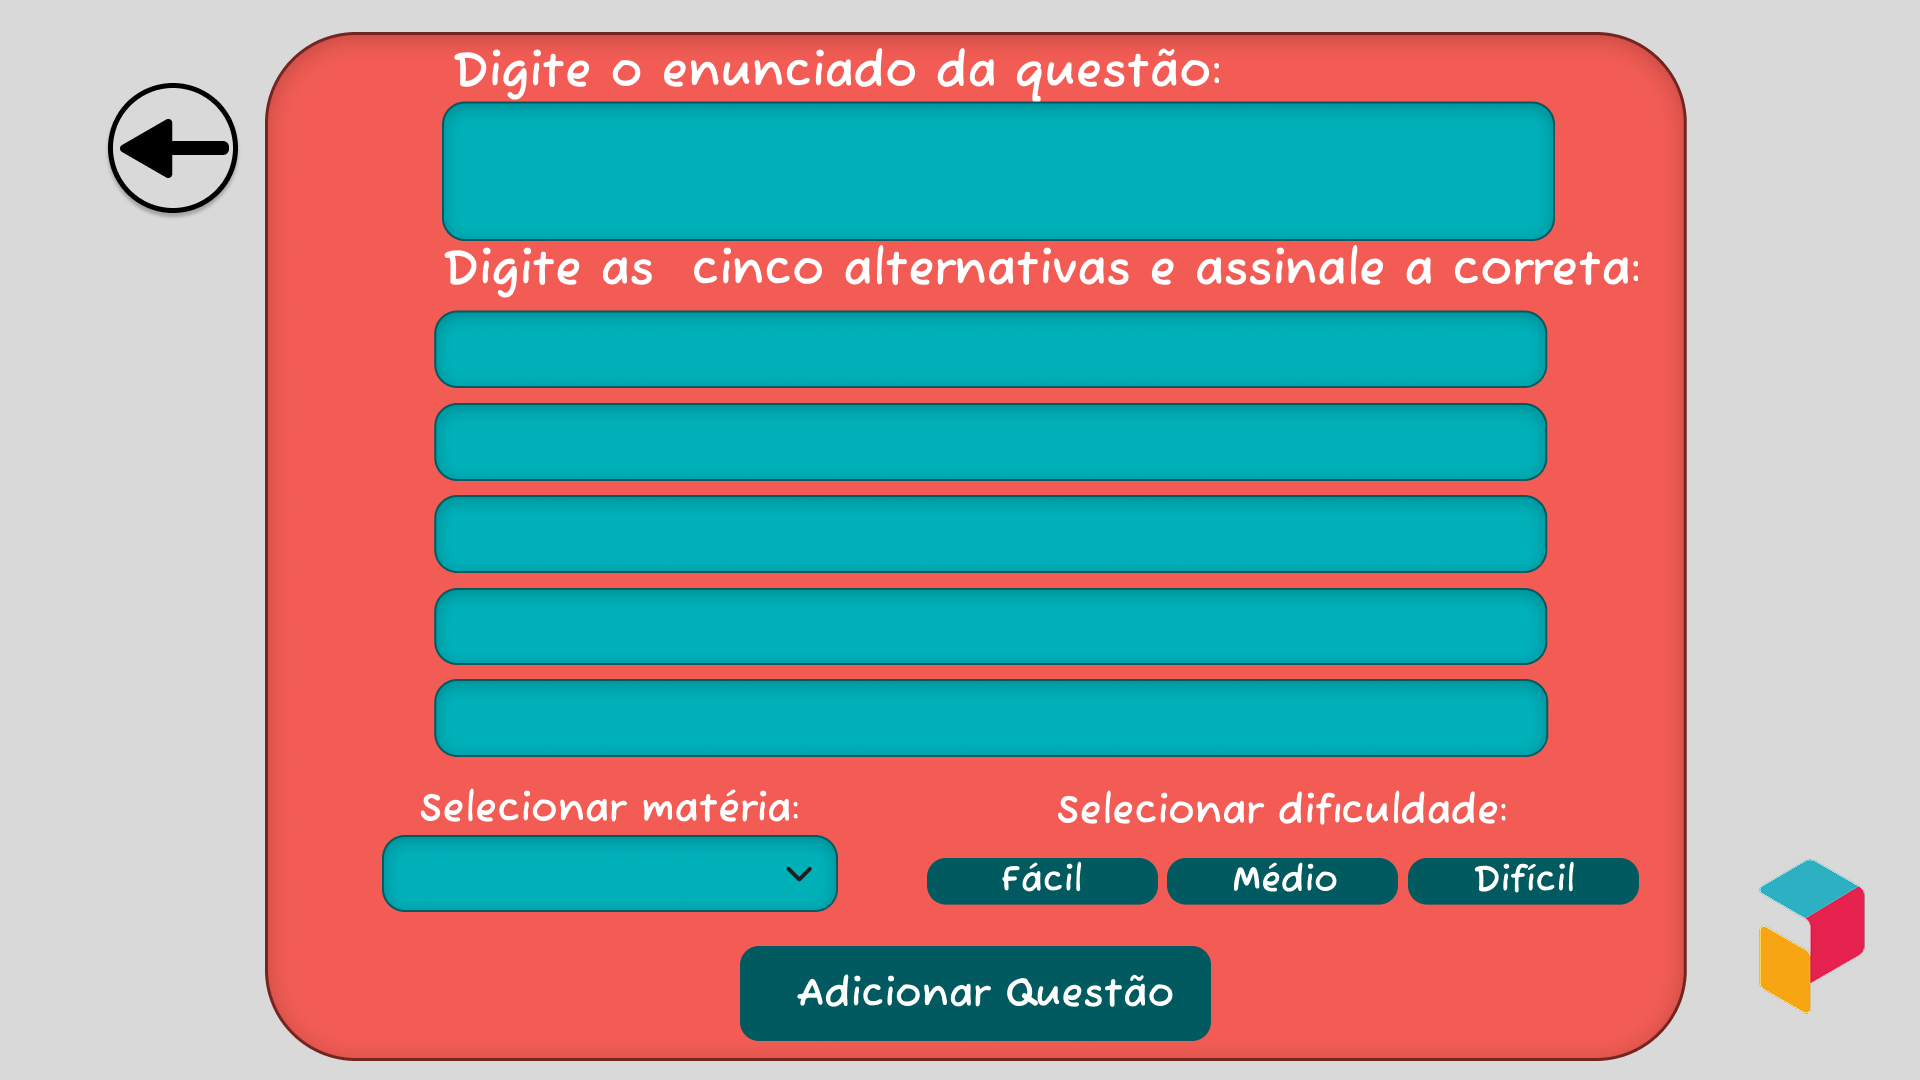 Digite o enunciado da questão:
Digite as  cinco alternativas e assinale a correta:
Selecionar matéria:
Selecionar dificuldade:
Fácil
Médio
Difícil
Adicionar Questão